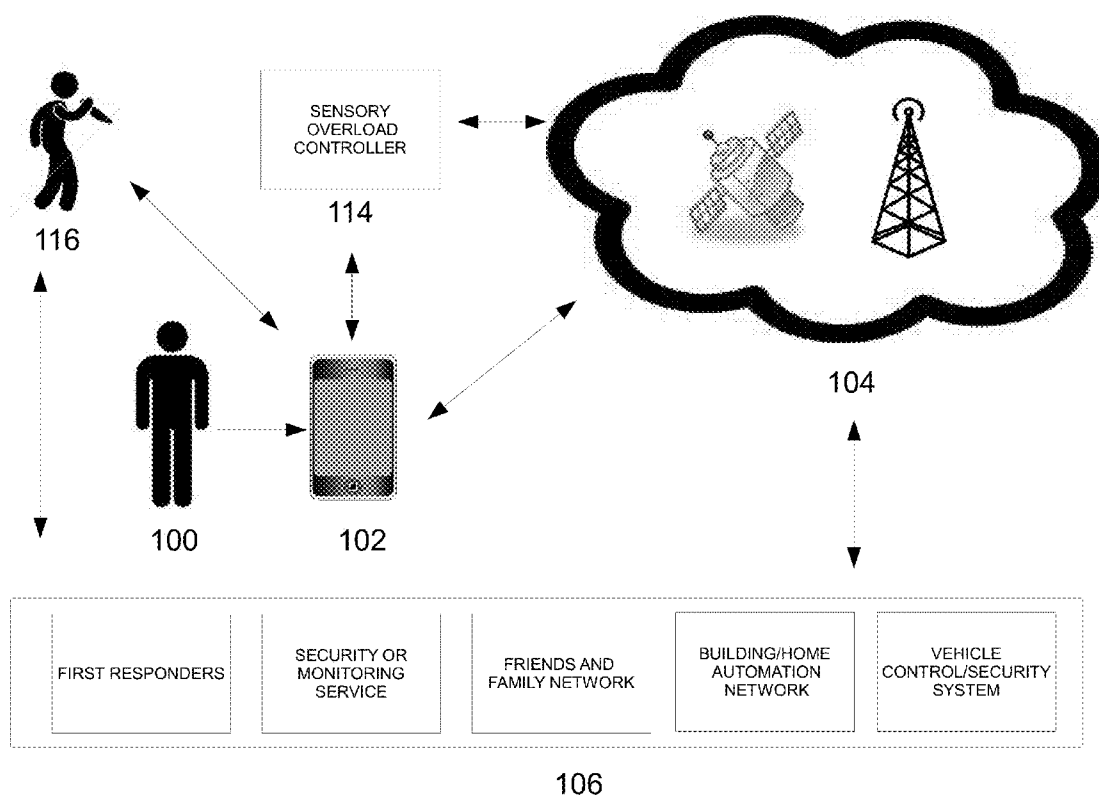 SENSORY
OVERLOAD
CONTROLLER
114
116
104
100
102
FIRST RESPONDERS
SECURITY OR
MONITORING
SERVICE
FRIENDS AND
FAMILY NETWORK
BUILDING/HOME
AUTOMATION
NETWORK
VEHICLE
CONTROL/SECURITY
SYSTEM
106